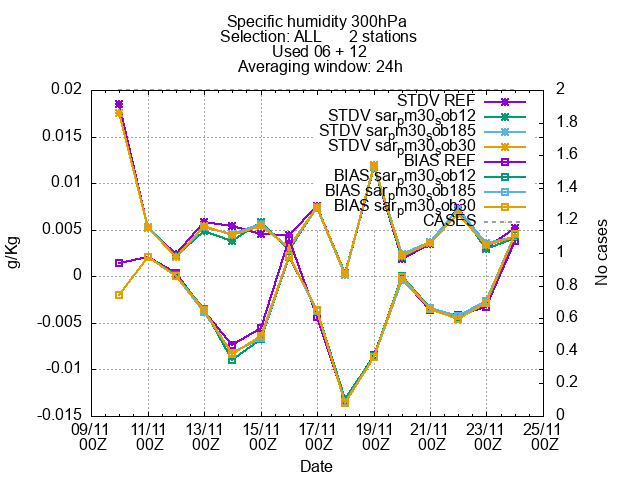 Specific humidity 300hPa
Selection: ALL      2 stations
Used 06 + 12
Averaging window: 24h
0.02
0.015
0.01
0.005
0
-0.005
-0.01
-0.015
g/Kg
2
1.8
1.6
1.4
1.2
1
0.8
0.6
0.4
0.2
0
No cases
STDV REF
STDV sar_pm30_sob12
STDV sar_pm30_sob185
STDV sar_pm30_sob30
BIAS REF
BIAS sar_pm30_sob12
BIAS sar_pm30_sob185
BIAS sar_pm30_sob30
CASES
09/11 11/11 13/11 15/11 17/11 19/11 21/11 23/11 25/11
00Z 00Z 00Z 00Z 00Z 00Z 00Z 00Z 00Z
Date